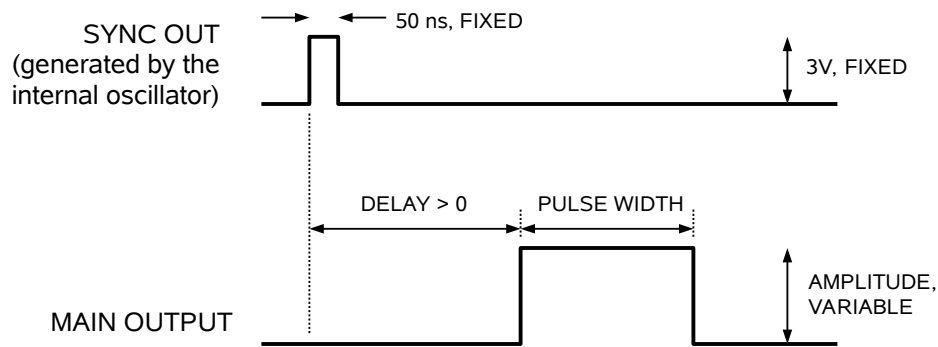 50 ns, FIXED
SYNC OUT
(generated by the
internal oscillator)
3V, FIXED
DELAY > 0
PULSE WIDTH
AMPLITUDE,
VARIABLE
MAIN OUTPUT